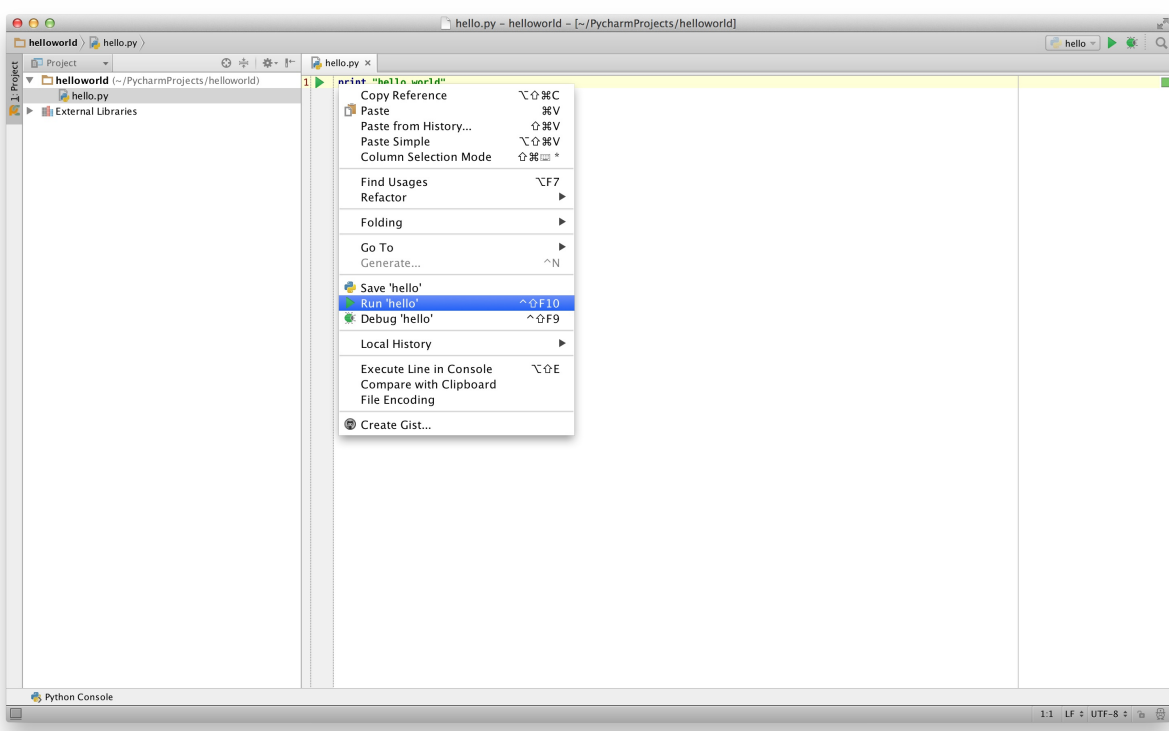 hello.py – helloworld – [~/PycharmProjects/helloworld]
helloworld hello.py hello
1: Project
Project
hello.py
helloworld (~/PycharmProjects/helloworld)
hello.py
External Libraries
1 print "hello world"
Copy Reference ⌥⇧⌘C
Paste ⌘V
Paste from History... ⇧⌘V
Paste Simple ⌥⇧⌘V
Column Selection Mode ⇧⌘⌨ *
Find Usages ⌥F7
Refactor
Folding
Go To
Generate... ^N
Save 'hello'
Run 'hello' ^⇧F10
Debug 'hello' ^⇧F9
Local History
Execute Line in Console ⌥⇧E
Compare with Clipboard
File Encoding
Create Gist...
Python Console
1:1 LF UTF-8